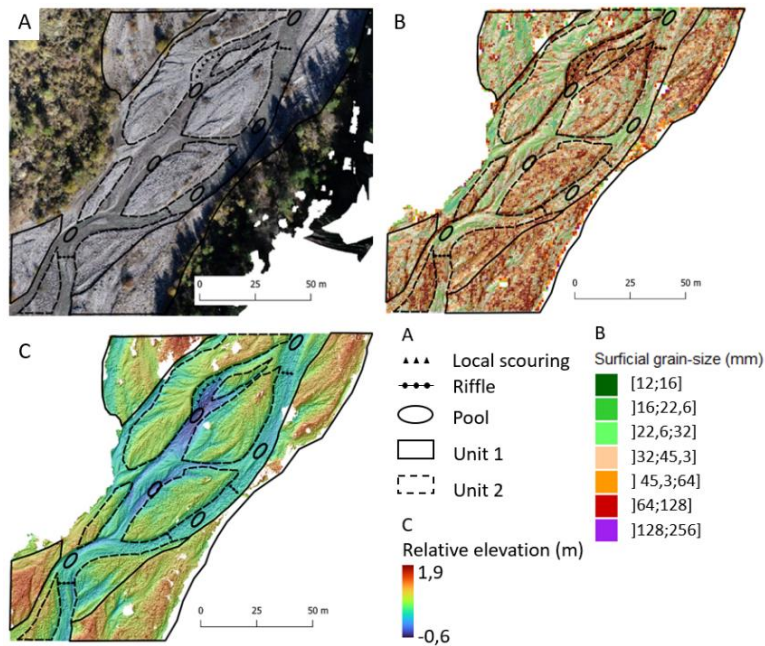 A
B
0 25 50 m
0 25 50 m
C
0 25 50 m
A
Local scouring
Riffle
Pool
Unit 1
Unit 2
C
Relative elevation (m)
1,9
-0,6
B
Surficial grain-size (mm)
[12;16]
]16;22,6]
]22,6;32]
]32;45,3]
] 45,3;64]
]64;128]
]128;256]